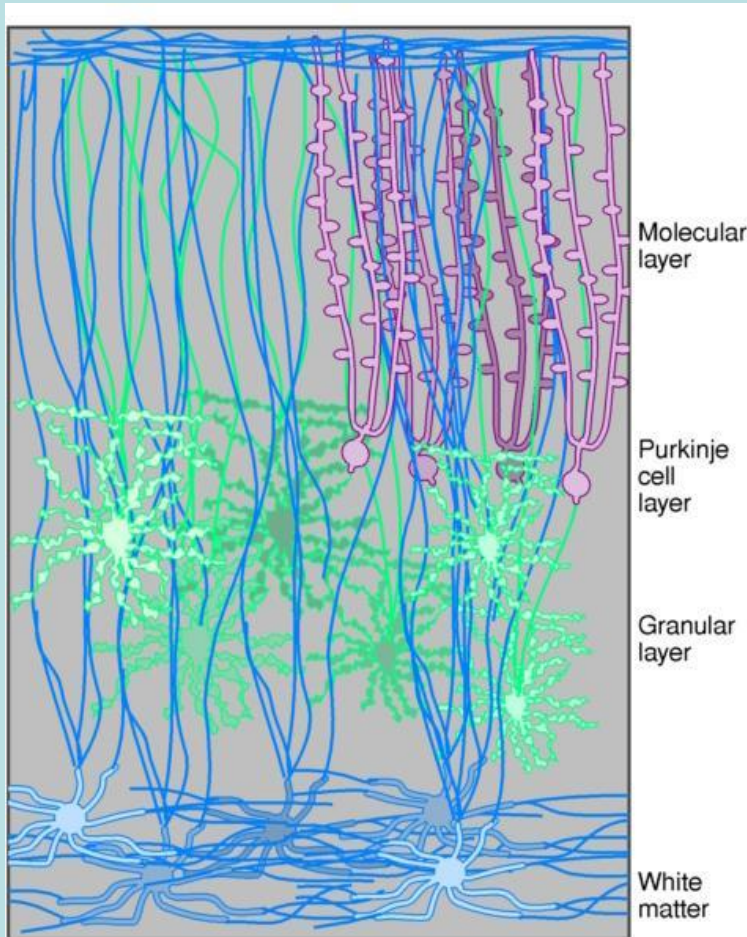 Molecular
layer
Purkinje
cell
layer
Granular
layer
White
matter